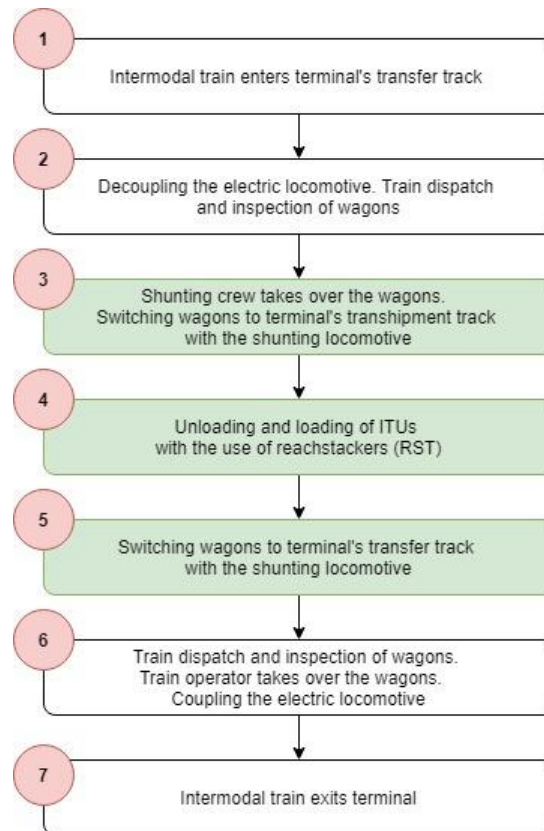 1
Intermodal train enters terminal's transfer track
2
Decoupling the electric locomotive. Train dispatch
and inspection of wagons
3
Shunting crew takes over the wagons.
Switching wagons to terminal's transhipment track
with the shunting locomotive
4
Unloading and loading of ITUs
with the use of reachstackers (RST)
5
Switching wagons to terminal's transfer track
with the shunting locomotive
6
Train dispatch and inspection of wagons.
Train operator takes over the wagons.
Coupling the electric locomotive
7
Intermodal train exits terminal